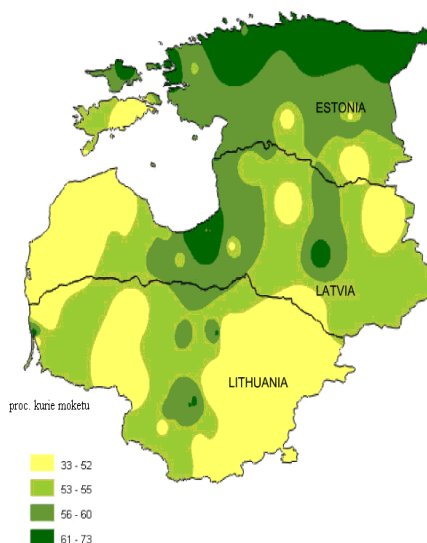 ESTONIA
LATVIA
LITHUANIA
proc. kurie moketu
33 - 52
53 - 55
56 - 60
61 - 73